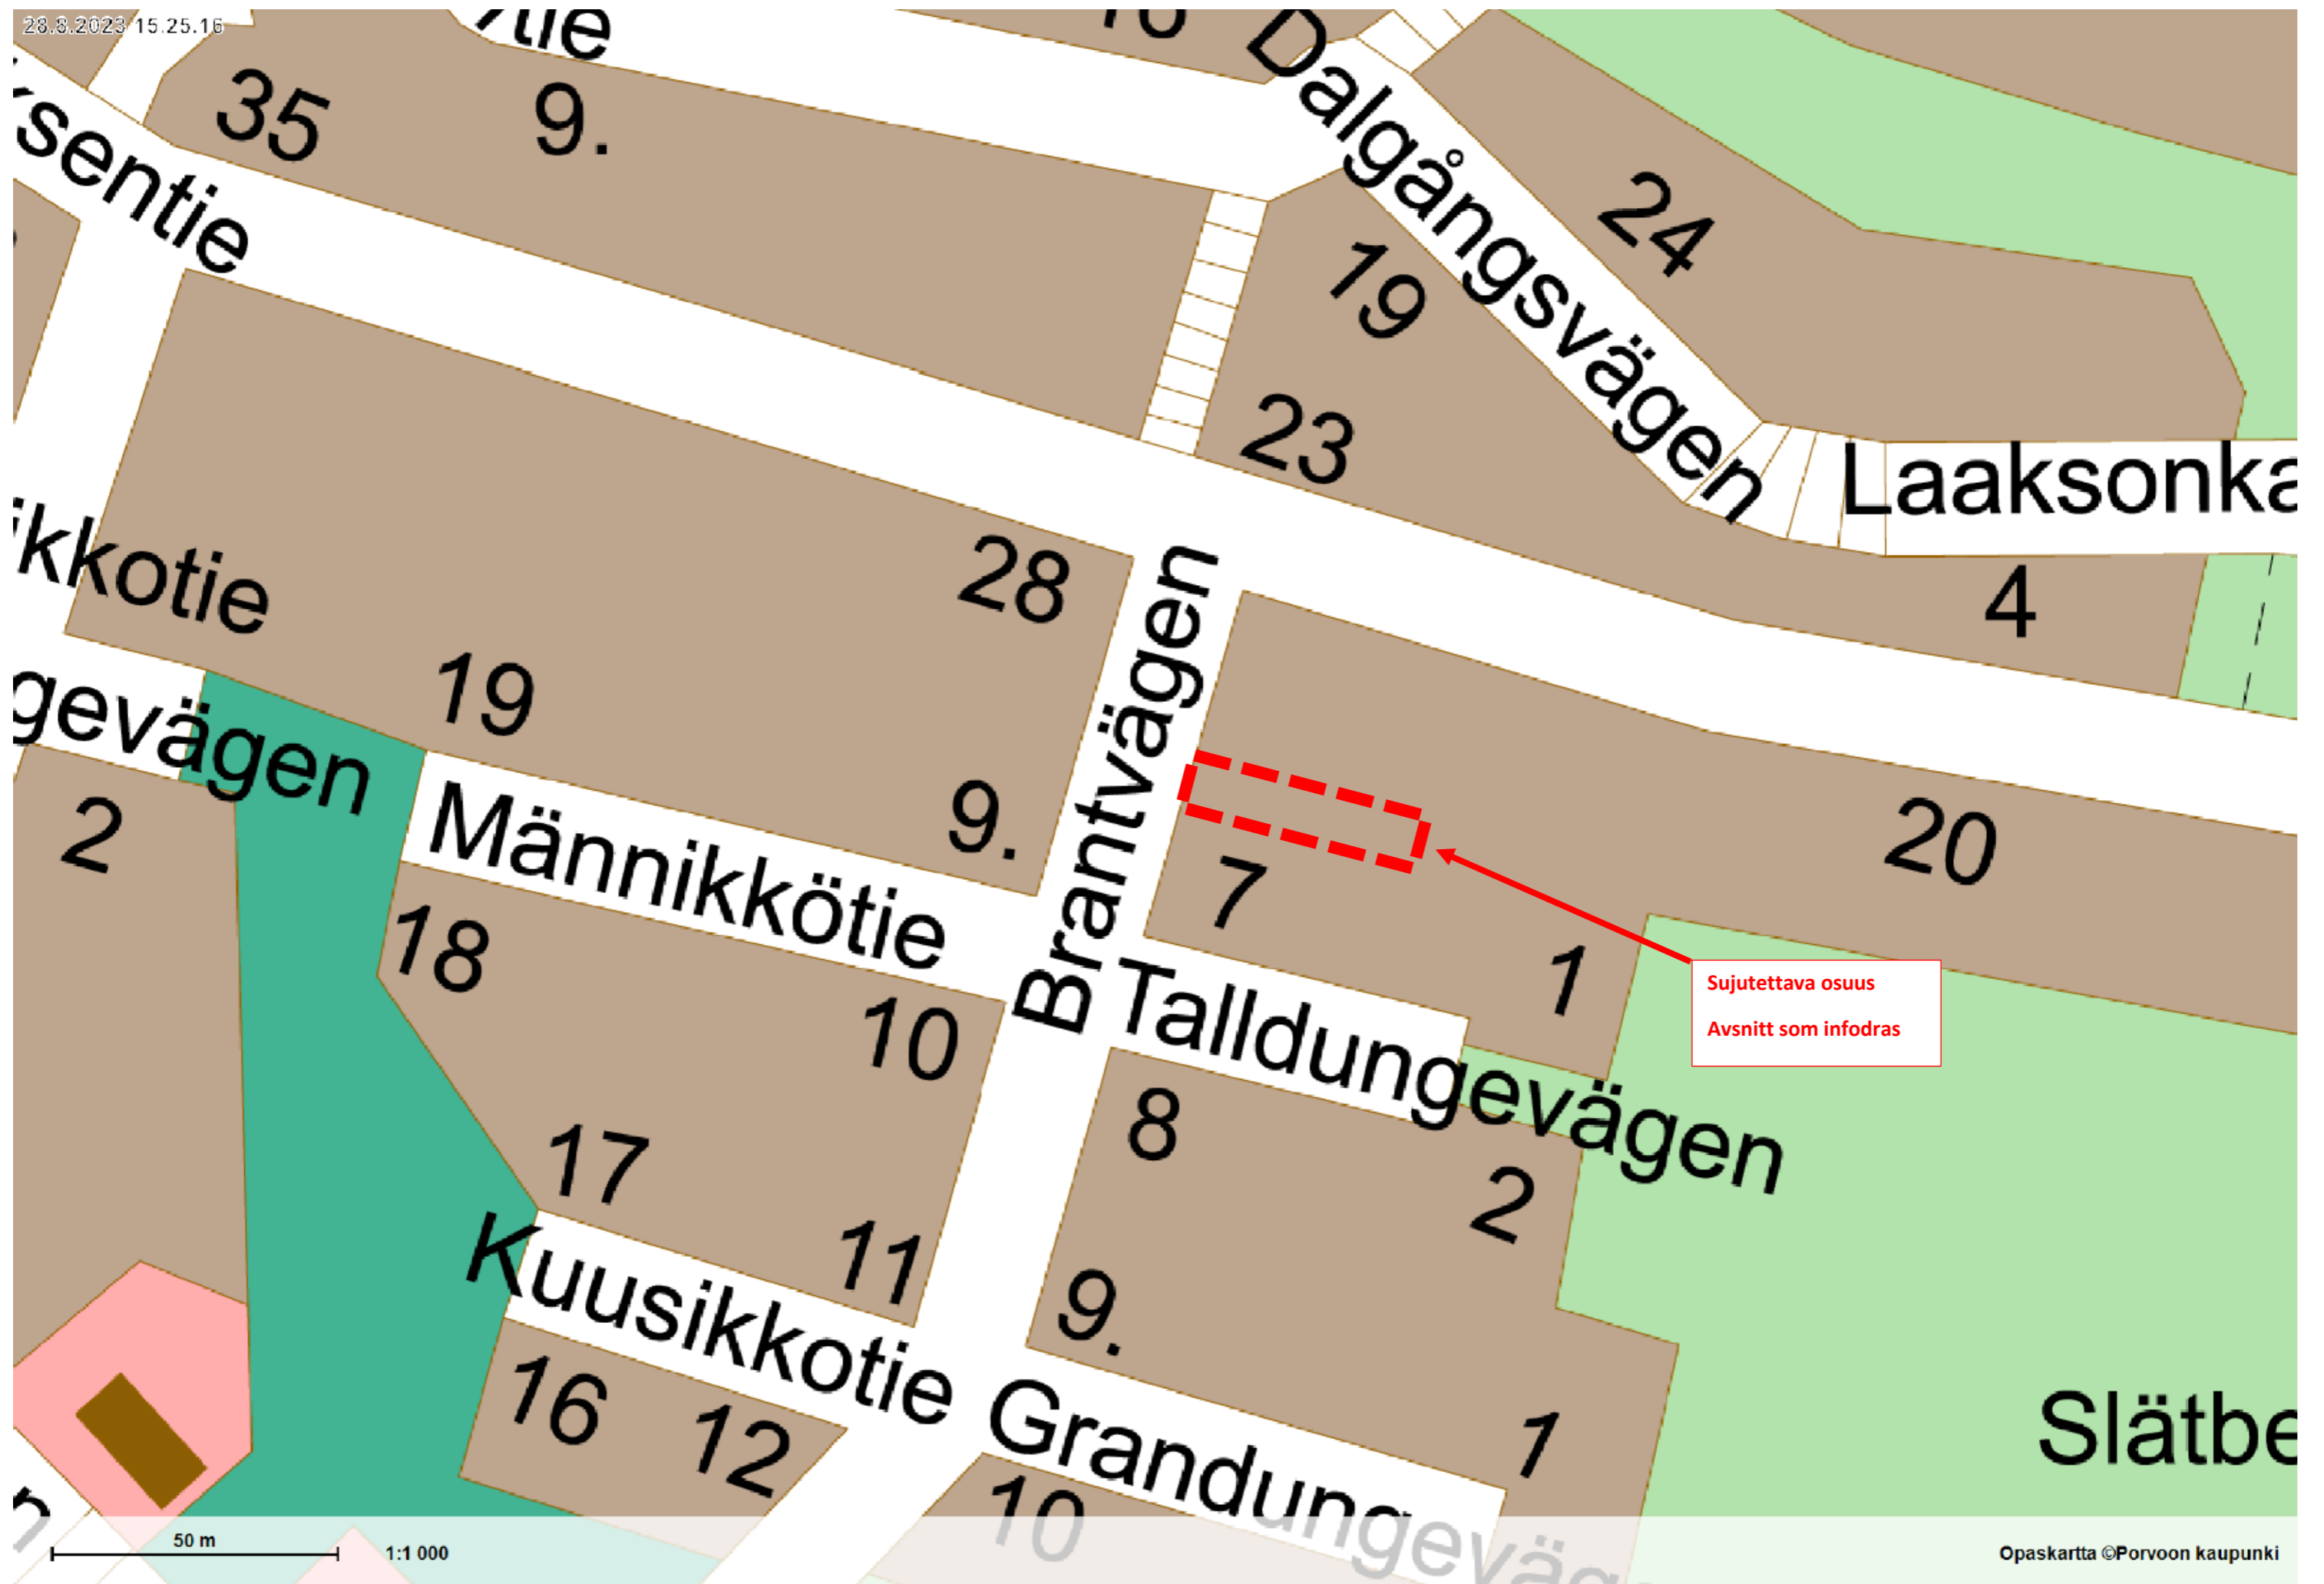 28.8.2023 15.25.16
35
9.
Dalgångsvägen
24
19
sentie
23
Laaksonka
28
4
ikkotie
19
Brantvägen
gevägen
2
Männikkötie
9.
7
20
18
1
Sujutettava osuus
Avsnitt som infodras
10
Talldungevägen
8
17
2
11
Kuusikkotie
9.
16
12
Grandungeväg
1
Slätbe
10
50 m
1:1 000
Opaskartta ©Porvoon kaupunki